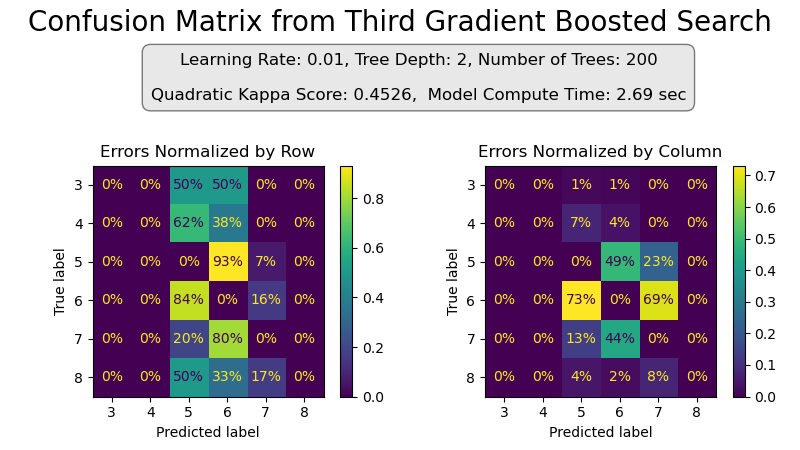 Confusion Matrix from Third Gradient Boosted Search
Learning Rate: 0.01, Tree Depth: 2, Number of Trees: 200
Quadratic Kappa Score: 0.4526,  Model Compute Time: 2.69 sec
Errors Normalized by Row
True label
3 0% 0% 50% 50% 0% 0%
4 0% 0% 62% 38% 0% 0%
5 0% 0% 0% 93% 7% 0%
6 0% 0% 84% 0% 16% 0%
7 0% 0% 20% 80% 0% 0%
8 0% 0% 50% 33% 17% 0%
3 4 5 6 7 8
Predicted label
0.8
0.6
0.4
0.2
0.0
Errors Normalized by Column
True label
3 0% 0% 1% 1% 0% 0%
4 0% 0% 7% 4% 0% 0%
5 0% 0% 0% 49% 23% 0%
6 0% 0% 73% 0% 69% 0%
7 0% 0% 13% 44% 0% 0%
8 0% 0% 4% 2% 8% 0%
3 4 5 6 7 8
Predicted label
0.7
0.6
0.5
0.4
0.3
0.2
0.1
0.0